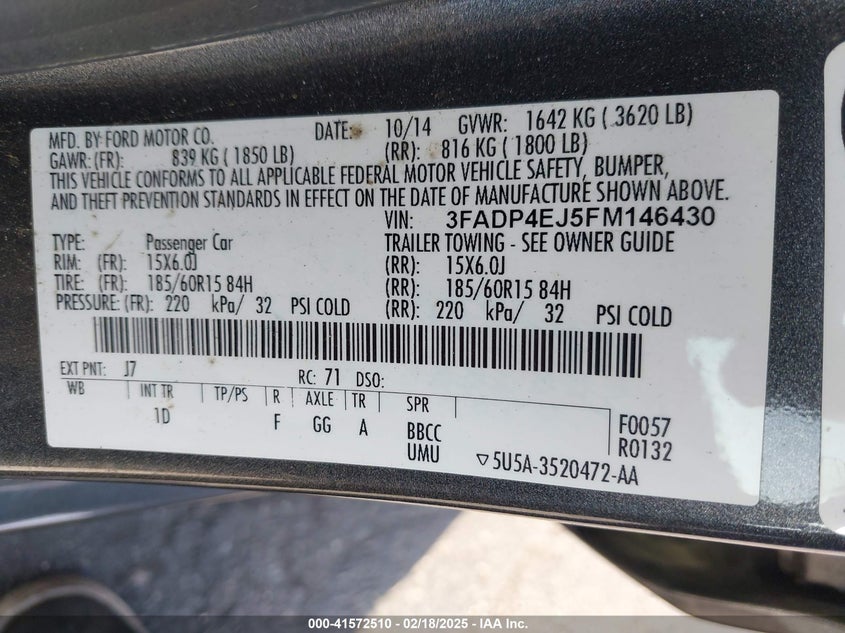 MFD. BY FORD MOTOR CO. DATE: 10/14 GVWR: 1642 KG ( 3620 LB)
GAWR: (FR): 839 KG ( 1850 LB) (RR): 816 KG ( 1800 LB)
THIS VEHICLE CONFORMS TO ALL APPLICABLE FEDERAL MOTOR VEHICLE SAFETY, BUMPER,
AND THEFT PREVENTION STANDARDS IN EFFECT ON THE DATE OF MANUFACTURE SHOWN ABOVE.
VIN: 3FADP4EJ5FM146430
TYPE: Passenger Car TRAILER TOWING - SEE OWNER GUIDE
RIM: (FR): 15X6.0J (RR): 15X6.0J
TIRE: (FR): 185/60R15 84H (RR): 185/60R15 84H
PRESSURE: (FR): 220 kPa/ 32 PSI COLD (RR): 220 kPa/ 32 PSI COLD
EXT PNT: J7 RC: 71 DSO:
WB INT TR TP/PS R AXLE TR SPR
1D F GG A BBCC F0057
UMU R0132
▽5U5A-3520472-AA
000-41572510 - 02/18/2025 - IAA Inc.